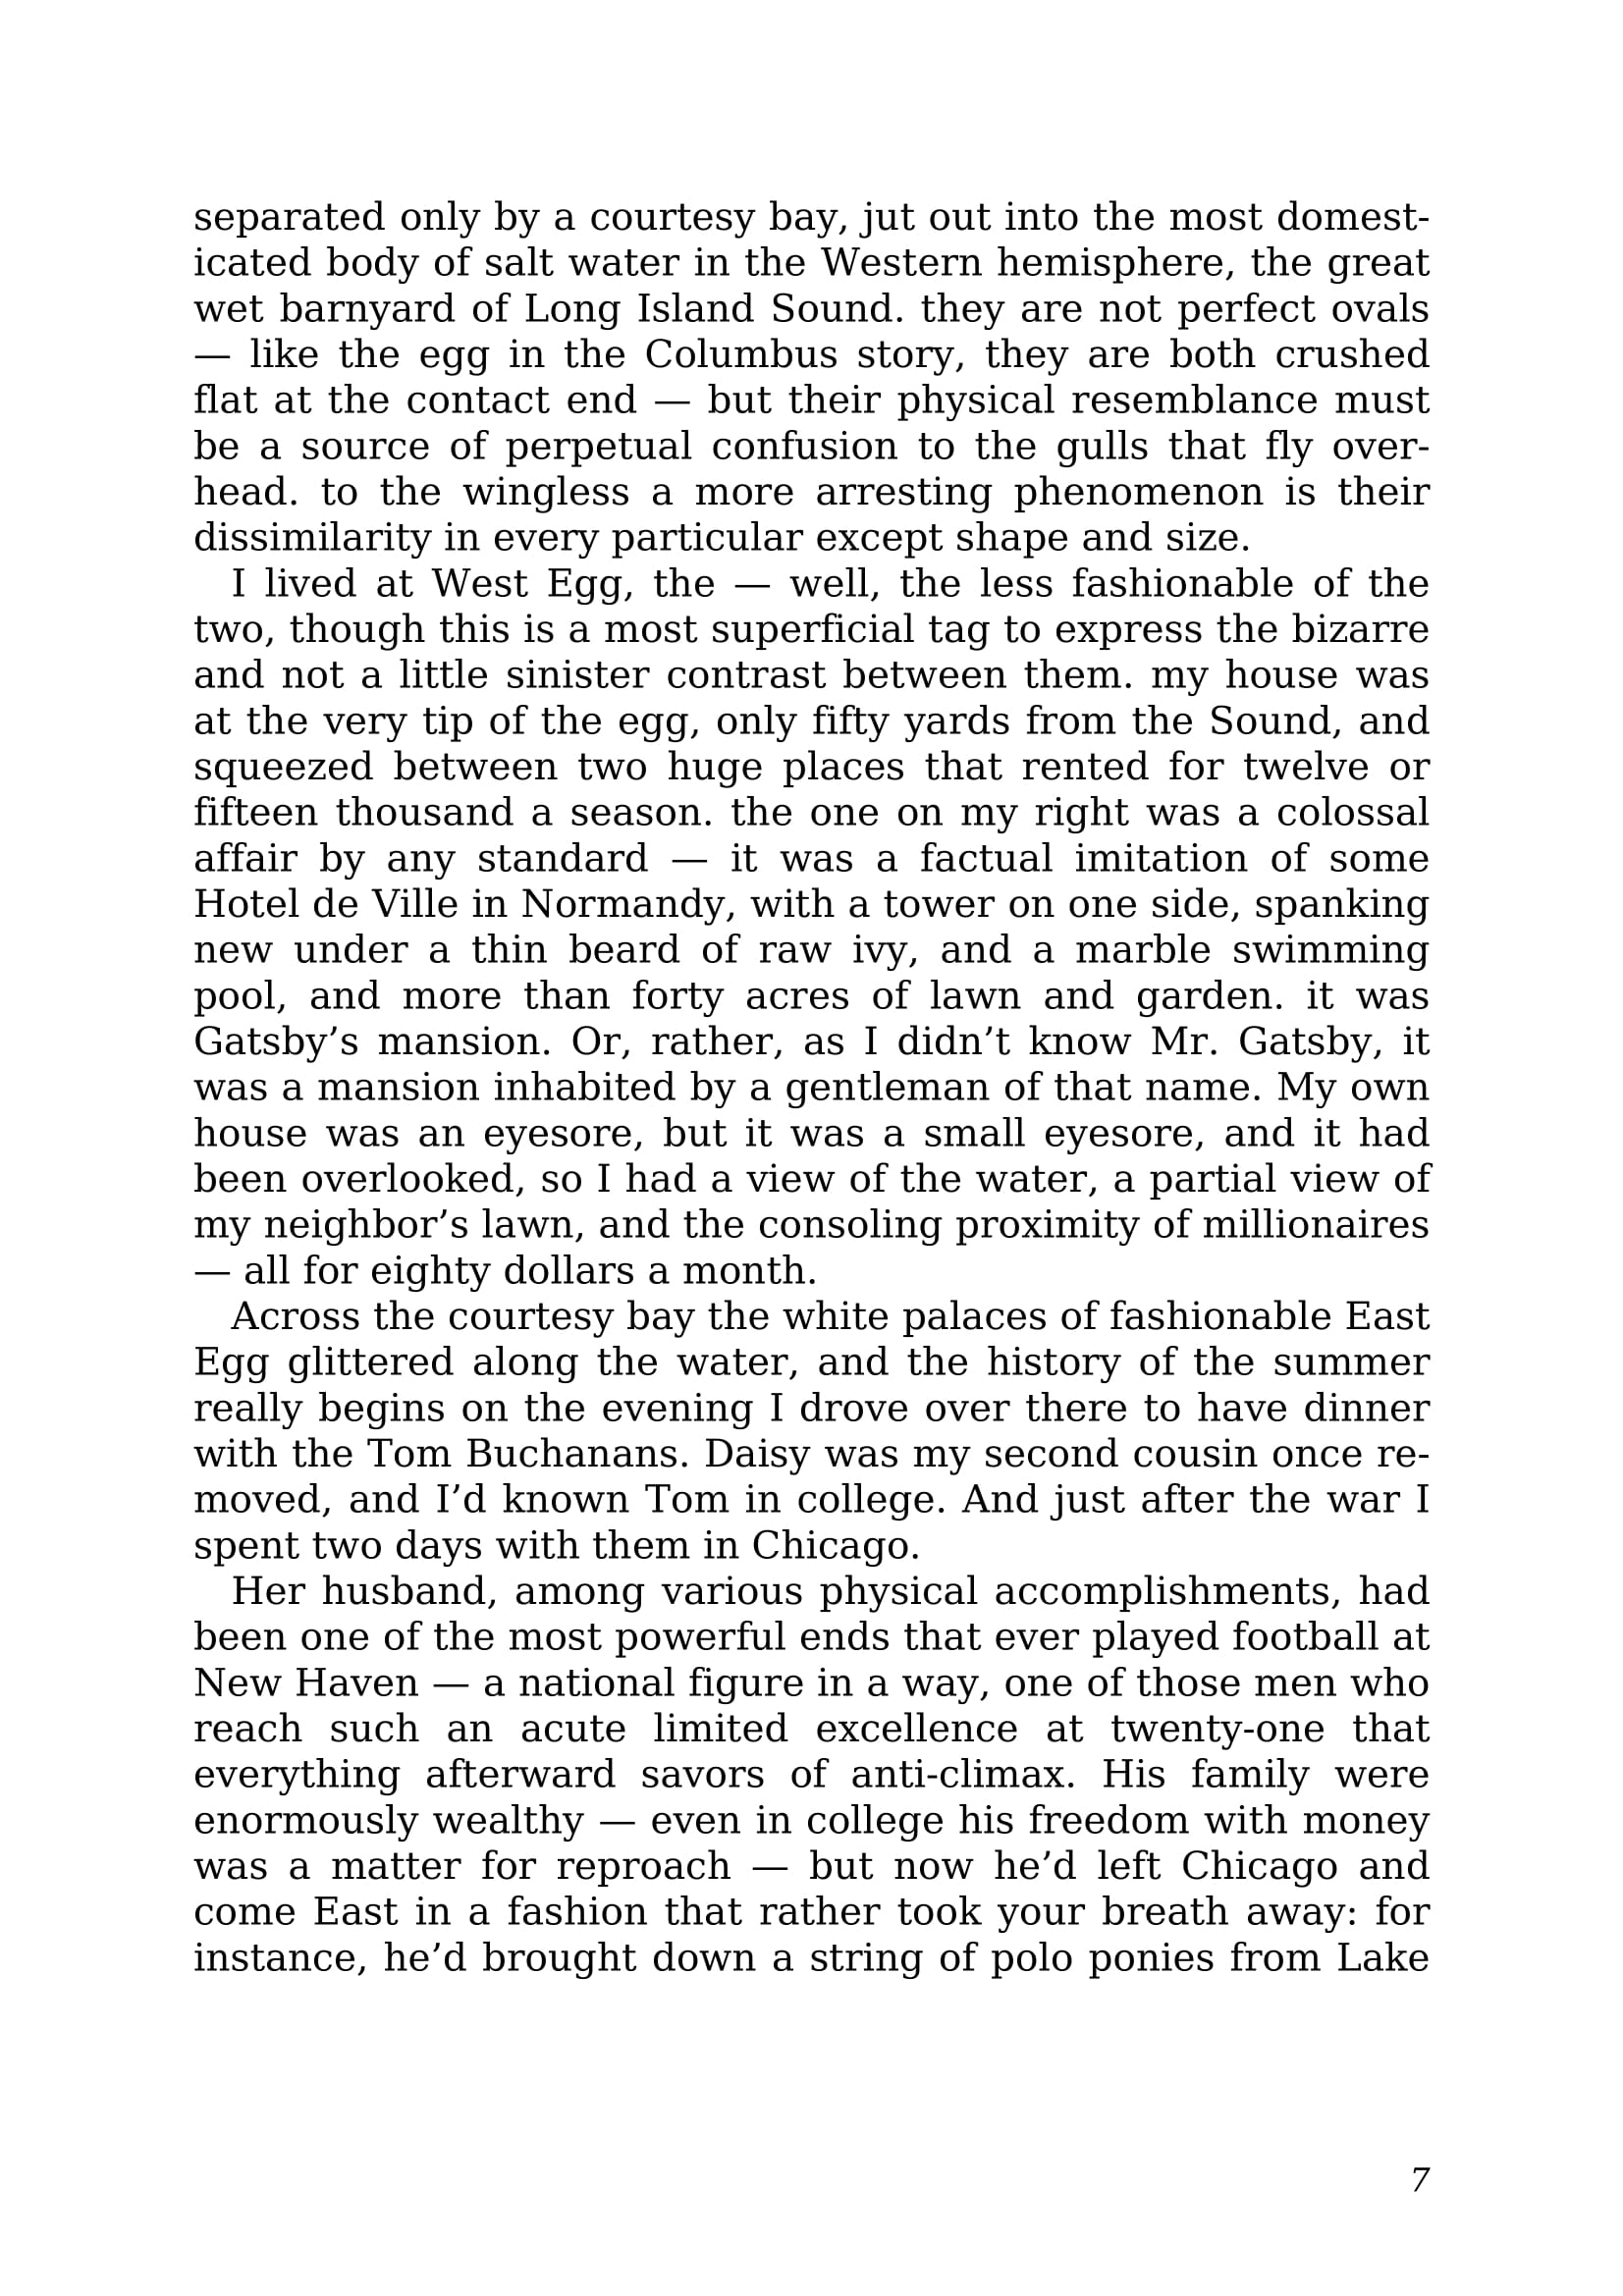 separated only by a courtesy bay, jut out into the most domest-
icated body of salt water in the Western hemisphere, the great
wet barnyard of Long Island Sound. they are not perfect ovals
— like the egg in the Columbus story, they are both crushed
flat at the contact end — but their physical resemblance must
be a source of perpetual confusion to the gulls that fly over-
head. to the wingless a more arresting phenomenon is their
dissimilarity in every particular except shape and size.
I lived at West Egg, the — well, the less fashionable of the
two, though this is a most superficial tag to express the bizarre
and not a little sinister contrast between them. my house was
at the very tip of the egg, only fifty yards from the Sound, and
squeezed between two huge places that rented for twelve or
fifteen thousand a season. the one on my right was a colossal
affair by any standard — it was a factual imitation of some
Hotel de Ville in Normandy, with a tower on one side, spanking
new under a thin beard of raw ivy, and a marble swimming
pool, and more than forty acres of lawn and garden. it was
Gatsby’s mansion. Or, rather, as I didn’t know Mr. Gatsby, it
was a mansion inhabited by a gentleman of that name. My own
house was an eyesore, but it was a small eyesore, and it had
been overlooked, so I had a view of the water, a partial view of
my neighbor’s lawn, and the consoling proximity of millionaires
— all for eighty dollars a month.
Across the courtesy bay the white palaces of fashionable East
Egg glittered along the water, and the history of the summer
really begins on the evening I drove over there to have dinner
with the Tom Buchanans. Daisy was my second cousin once re-
moved, and I’d known Tom in college. And just after the war I
spent two days with them in Chicago.
Her husband, among various physical accomplishments, had
been one of the most powerful ends that ever played football at
New Haven — a national figure in a way, one of those men who
reach such an acute limited excellence at twenty-one that
everything afterward savors of anti-climax. His family were
enormously wealthy — even in college his freedom with money
was a matter for reproach — but now he’d left Chicago and
come East in a fashion that rather took your breath away: for
instance, he’d brought down a string of polo ponies from Lake
7